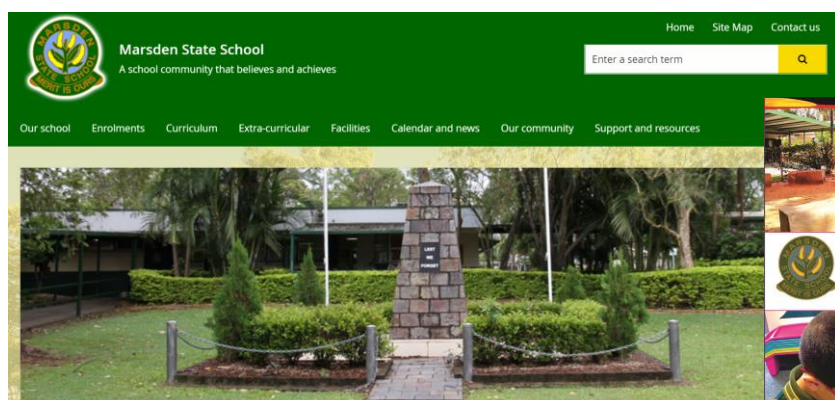 Home Site Map Contact us
MARSDEN
STATE SCHOOL
MERIT IS OURS
Marsden State School
A school community that believes and achieves
Enter a search term
Our school Enrolments Curriculum Extra-curricular Facilities Calendar and news Our community Support and resources
LEST
WE
FORGET
MARSDEN